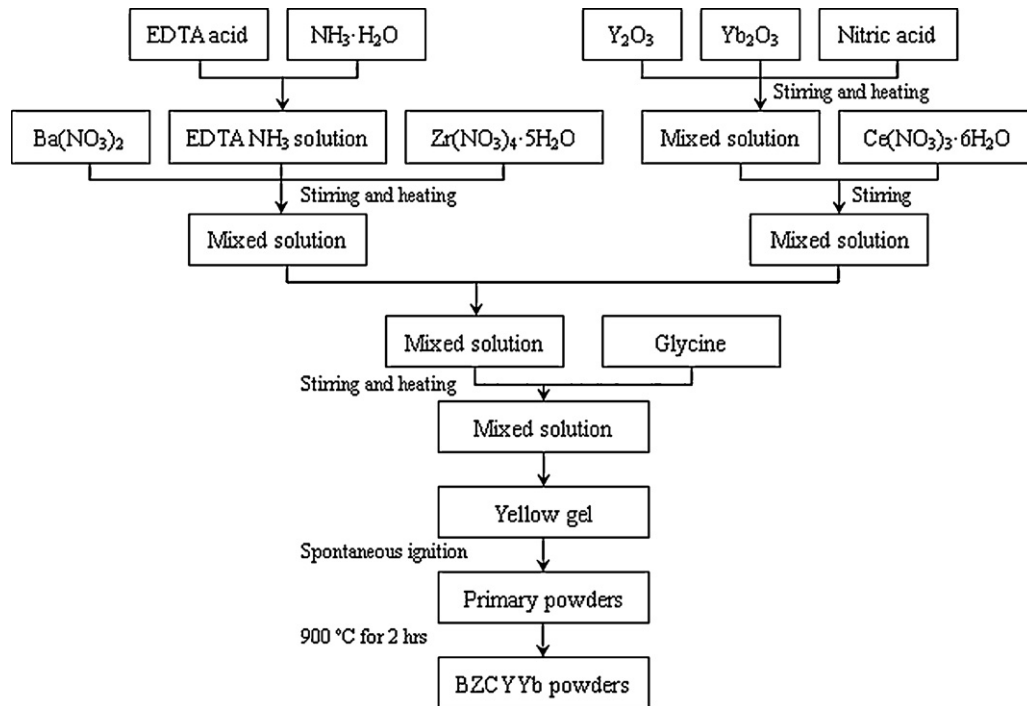 EDTA acid
NH₃·H₂O
Y₂O₃
Yb₂O₃
Nitric acid
Stirring and heating
Ba(NO₃)₂
EDTA NH₃ solution
Zr(NO₃)₄·5H₂O
Mixed solution
Ce(NO₃)₃·6H₂O
Stirring and heating
Stirring
Mixed solution
Mixed solution
Mixed solution
Glycine
Stirring and heating
Mixed solution
Yellow gel
Spontaneous ignition
Primary powders
900 °C for 2 hrs
BZCYYb powders